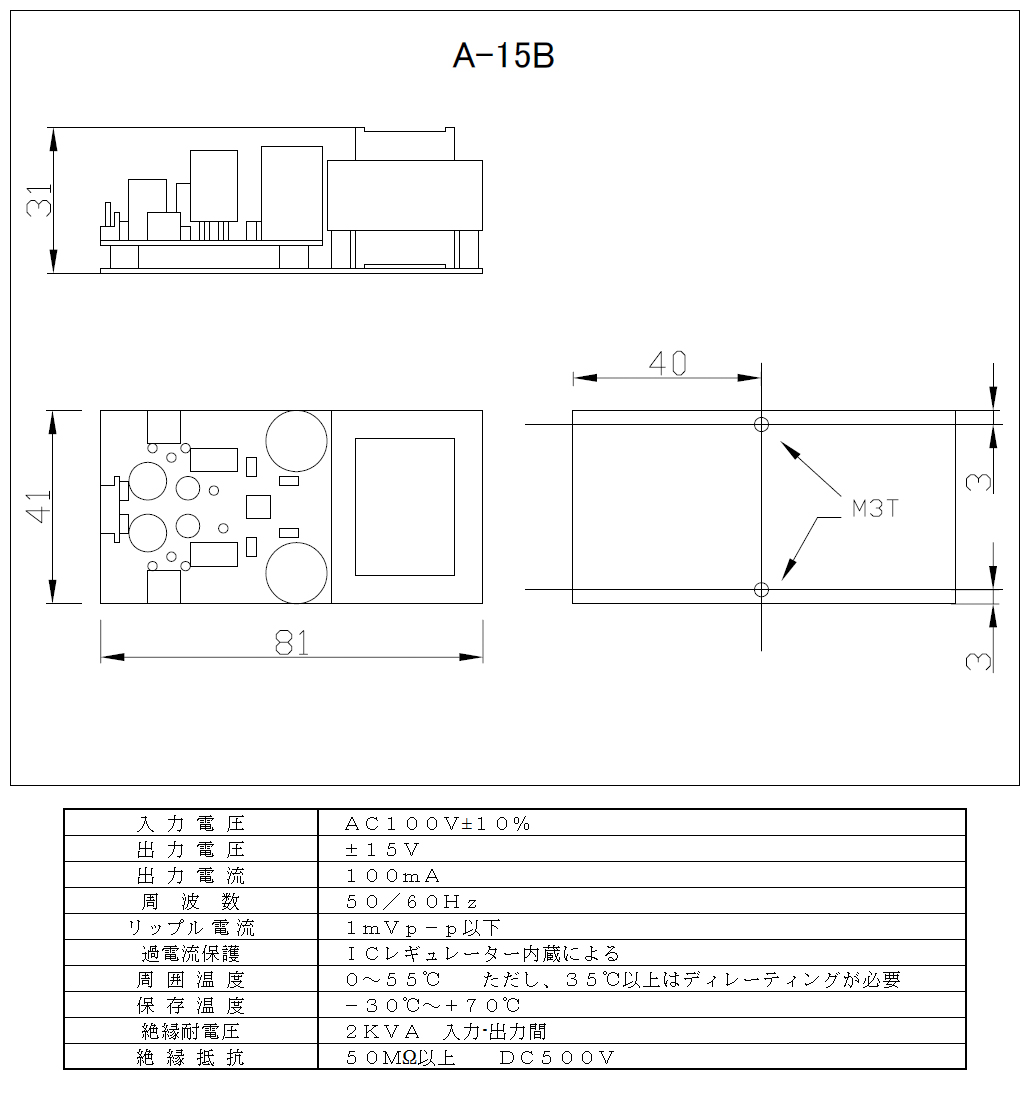 A-15B
31
40
41
3
M3T
81
3
入力電圧 AC100V±10%
出力電圧 ±15V
出力電流 100mA
周波数 50/60Hz
リップル電流 1mVp-p以下
過電流保護 ICレギュレーター内蔵による
周囲温度 0~55℃ ただし、35℃以上はディレーティングが必要
保存温度 -30℃~+70℃
絶縁耐電圧 2KVA 入力-出力間
絶縁抵抗 50MΩ以上 DC500V